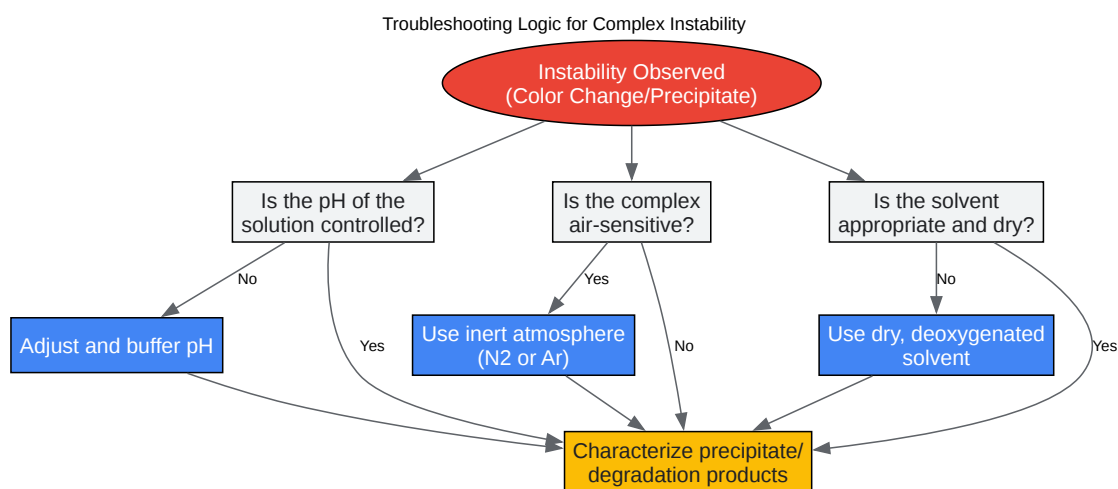 Troubleshooting Logic for Complex Instability
Instability Observed
(Color Change/Precipitate)
Is the pH of the
solution controlled?
Is the complex
air-sensitive?
Is the solvent
appropriate and dry?
No
Yes
No
Adjust and buffer pH
Yes
Use inert atmosphere
(N2 or Ar)
No
Use dry, deoxygenated
solvent
Yes
Characterize precipitate/
degradation products